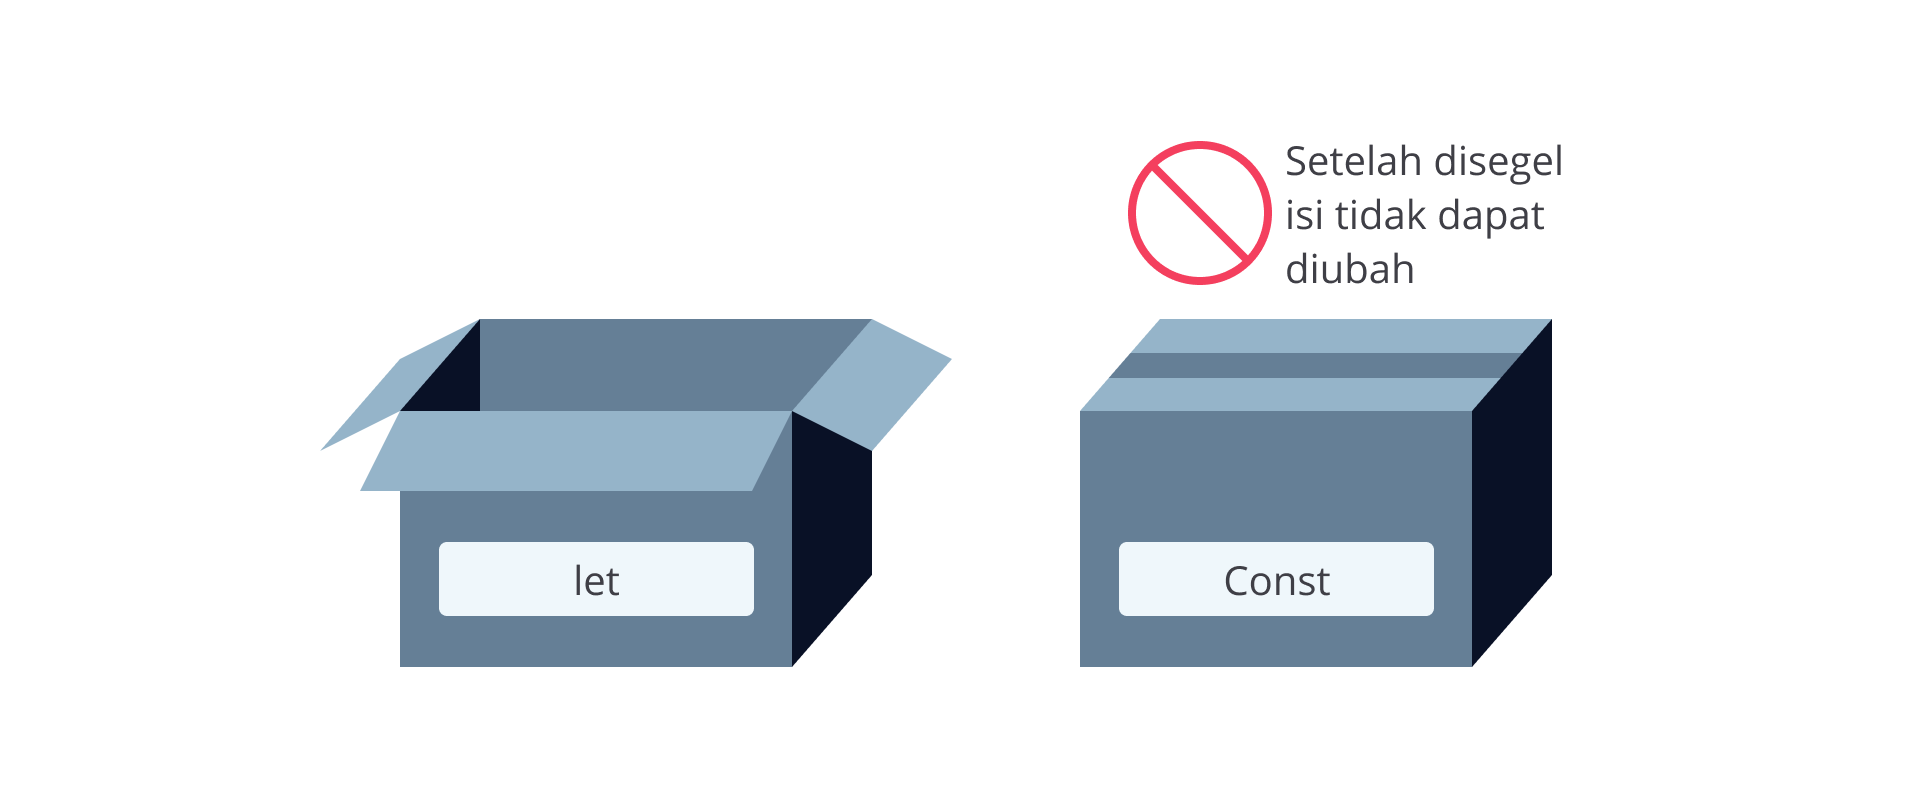 Setelah disegel
isi tidak dapat
diubah
let
Const